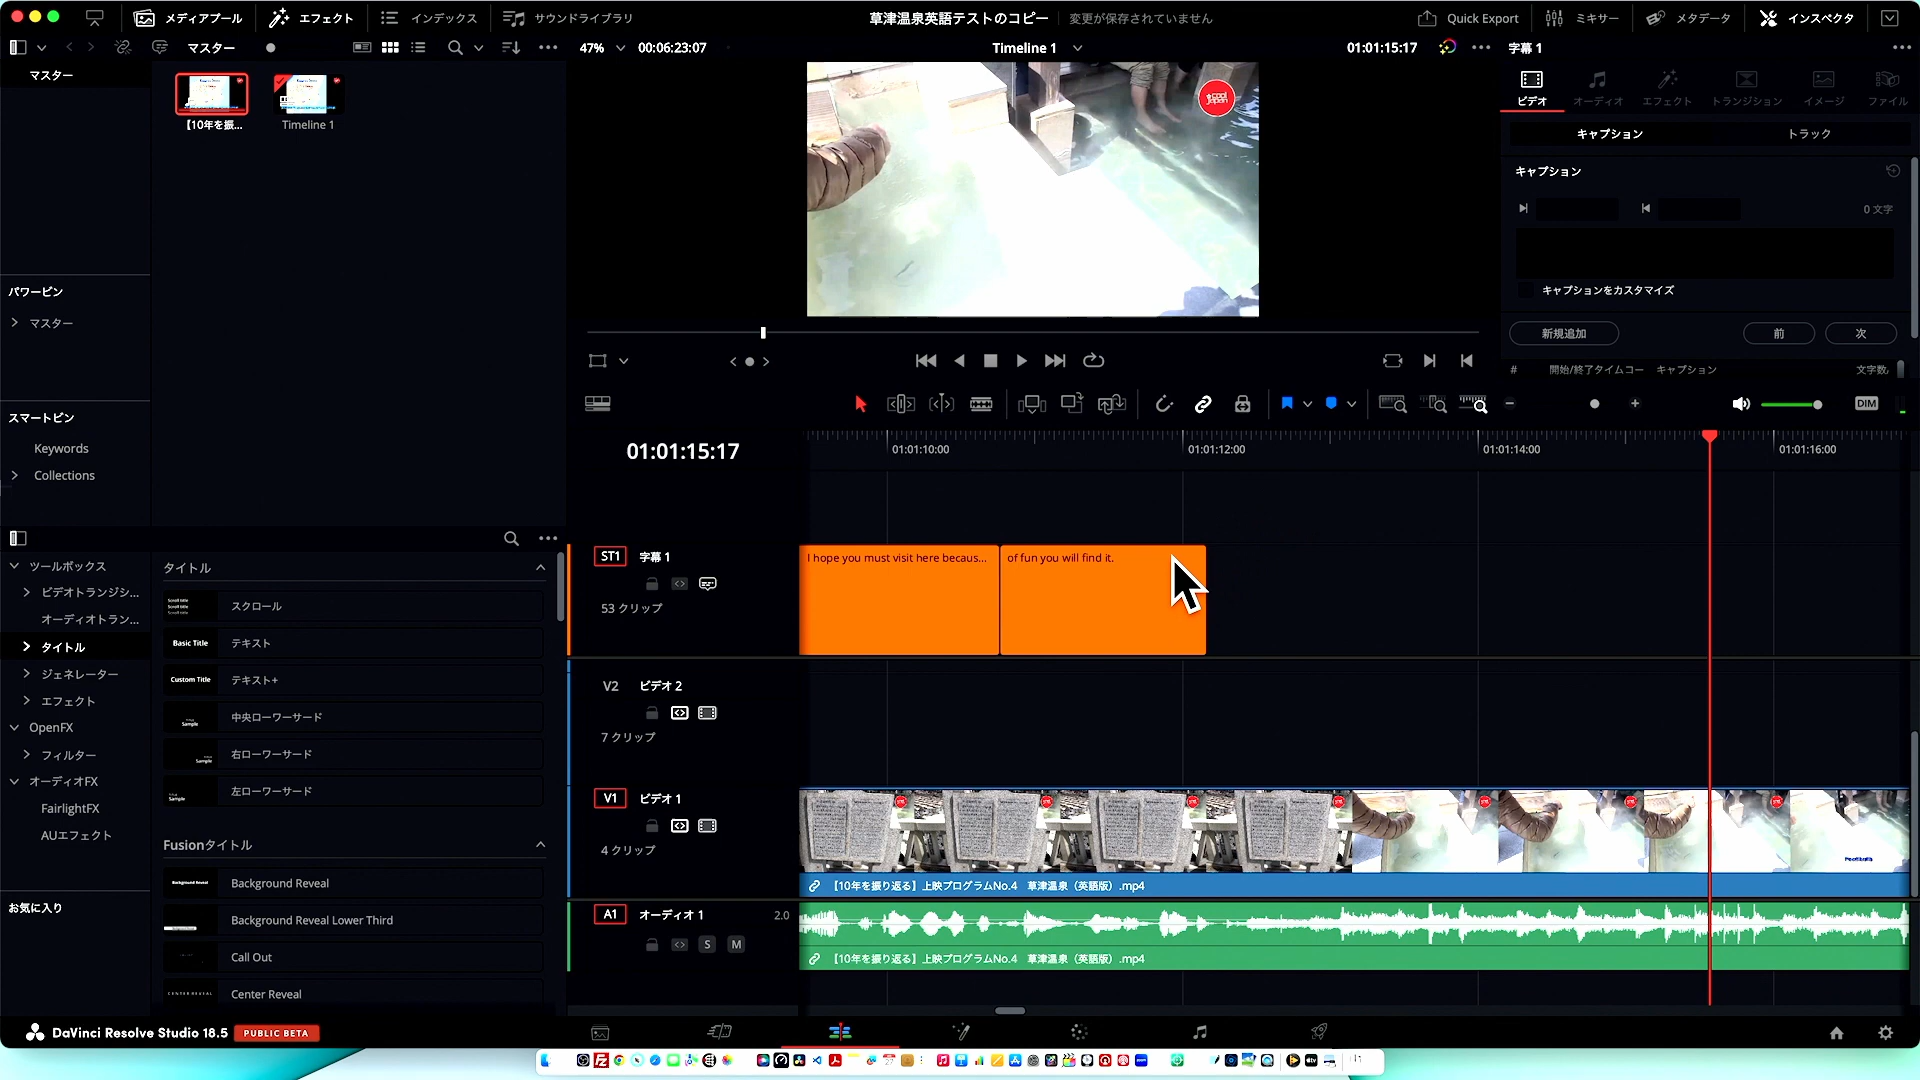 メディアプール
エフェクト
インデックス
サウンドライブラリ
草津温泉英語テストのコピー
変更が保存されていません
Quick Export
ミキサー
メタデータ
インスペクタ
マスター
47%
00:06:23:07
Timeline 1
01:01:15:17
字幕 1
マスター
【10年を振...
Timeline 1
cool japan
ビデオ
オーディオ
エフェクト
トランジション
イメージ
ファイル
キャプション
トラック
キャプション
0 文字
キャプションをカスタマイズ
新規追加
前
次
#
開始/終了タイムコー
キャプション
文字数
パワービン
マスター
スマートビン
Keywords
Collections
DIM
01:01:15:17
01:01:10:00
01:01:12:00
01:01:14:00
01:01:16:00
ツールボックス
ビデオトランジシ...
オーディオトラン...
タイトル
ジェネレーター
エフェクト
OpenFX
フィルター
オーディオFX
FairlightFX
AUエフェクト
お気に入り
タイトル
スクロール
Basic Title
テキスト
Custom Title
テキスト+
Sample
中央ローワーサード
Sample
右ローワーサード
Sample
左ローワーサード
Fusionタイトル
Background Reveal
Background Reveal
Background Reveal Lower Third
Call Out
CENTER REVEAL
Center Reveal
ST1
字幕 1
53 クリップ
I hope you must visit here becaus...
of fun you will find it.
V2
ビデオ 2
7 クリップ
V1
ビデオ 1
4 クリップ
【10年を振り返る】上映プログラムNo.4　草津温泉（英語版）.mp4
A1
オーディオ 1
2.0
S
M
【10年を振り返る】上映プログラムNo.4　草津温泉（英語版）.mp4
DaVinci Resolve Studio 18.5
PUBLIC BETA